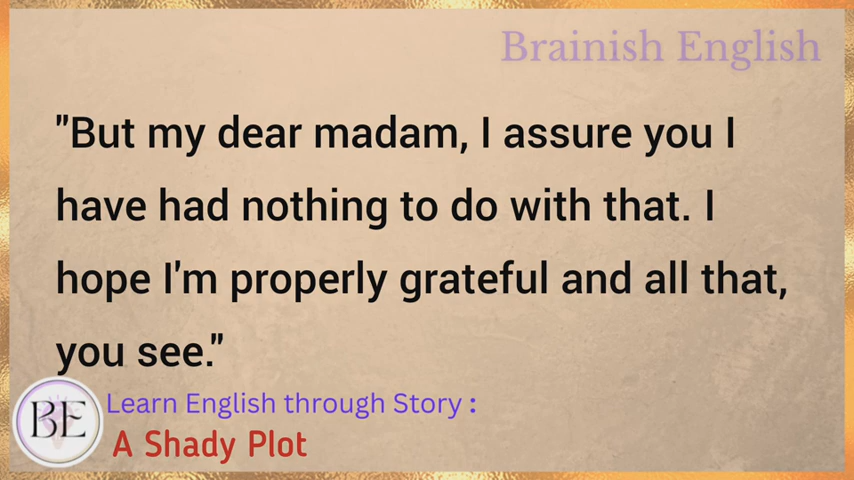 Brainish English
"But my dear madam, I assure you I
have had nothing to do with that. I
hope I'm properly grateful and all that,
you see."
BE
Learn English through Story :
A Shady Plot